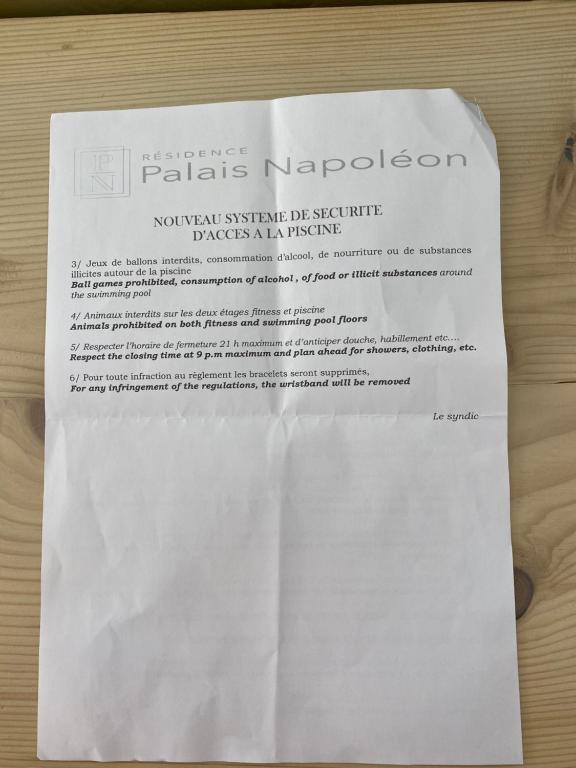 PN
RÉSIDENCE
Palais Napoléon
NOUVEAU SYSTEME DE SECURITE
D'ACCES A LA PISCINE
3/ Jeux de ballons interdits, consommation d'alcool, de nourriture ou de substances
illicites autour de la piscine
Ball games prohibited, consumption of alcohol , of food or illicit substances around
the swimming pool
4/ Animaux interdits sur les deux étages fitness et piscine
Animals prohibited on both fitness and swimming pool floors
5/ Respecter l'horaire de fermeture 21 h maximum et d'anticiper douche, habillement etc....
Respect the closing time at 9 p.m maximum and plan ahead for showers, clothing, etc.
6/ Pour toute infraction au règlement les bracelets seront supprimés,
For any infringement of the regulations, the wristband will be removed
Le syndic